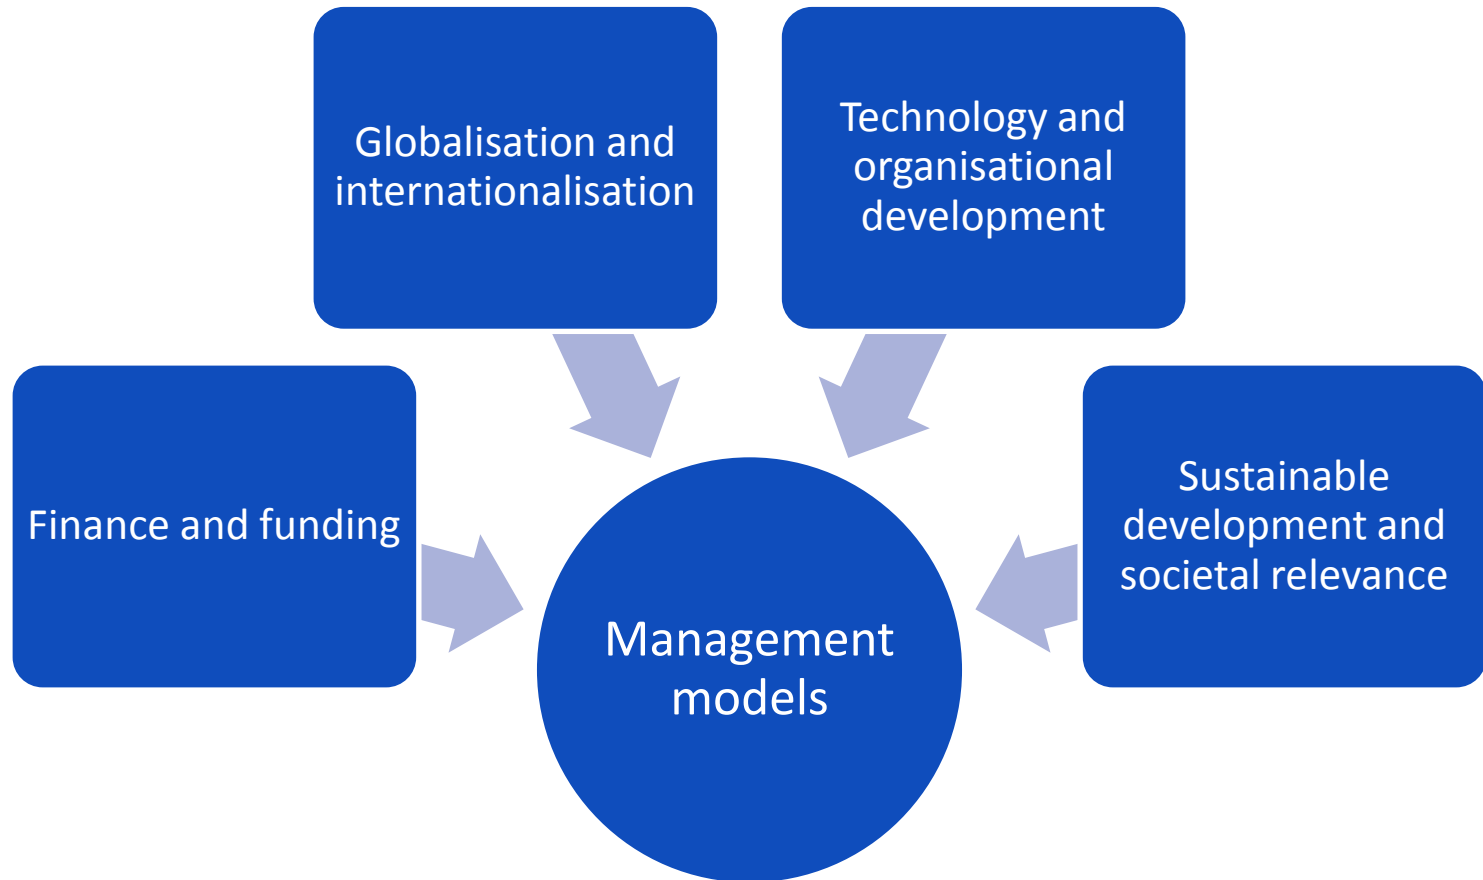 Globalisation and
internationalisation
Technology and
organisational
development
Finance and funding
Sustainable
development and
societal relevance
Management
models